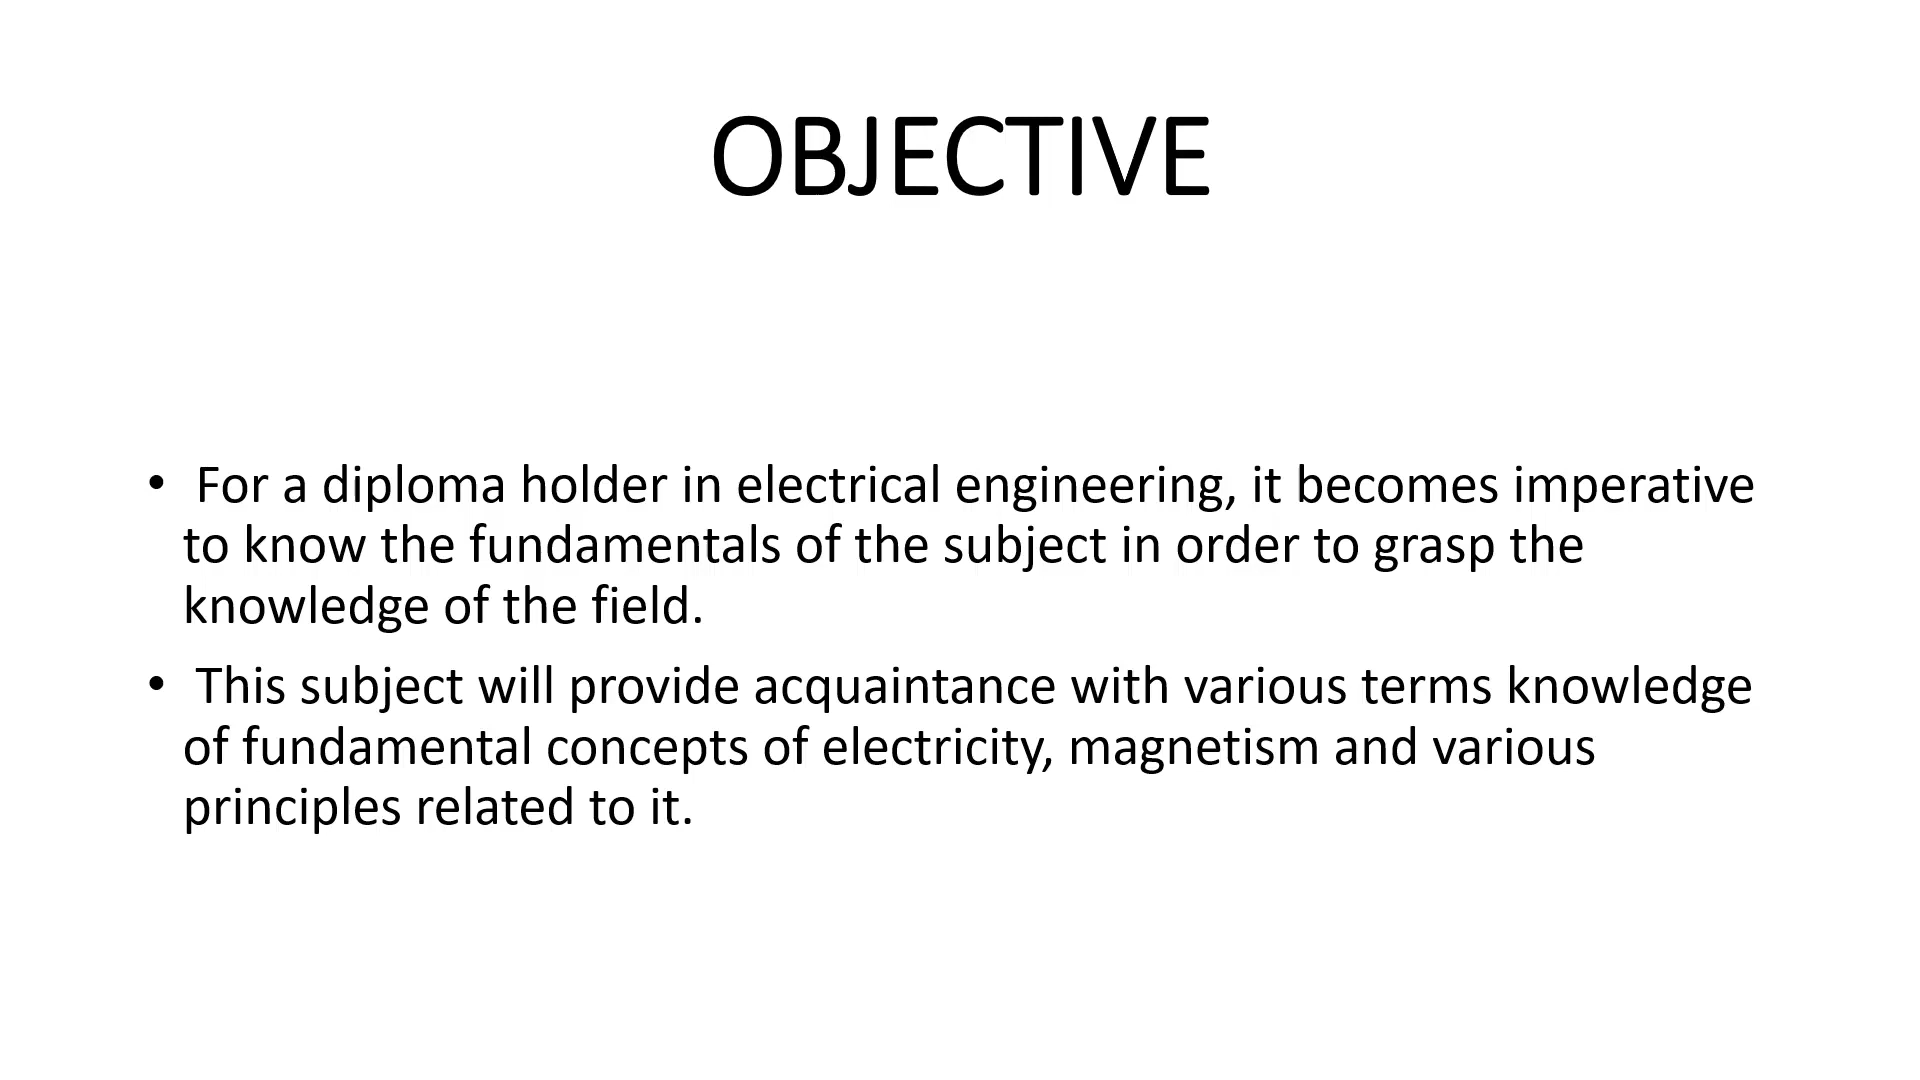 OBJECTIVE
• For a diploma holder in electrical engineering, it becomes imperative
to know the fundamentals of the subject in order to grasp the
knowledge of the field.
• This subject will provide acquaintance with various terms knowledge
of fundamental concepts of electricity, magnetism and various
principles related to it.